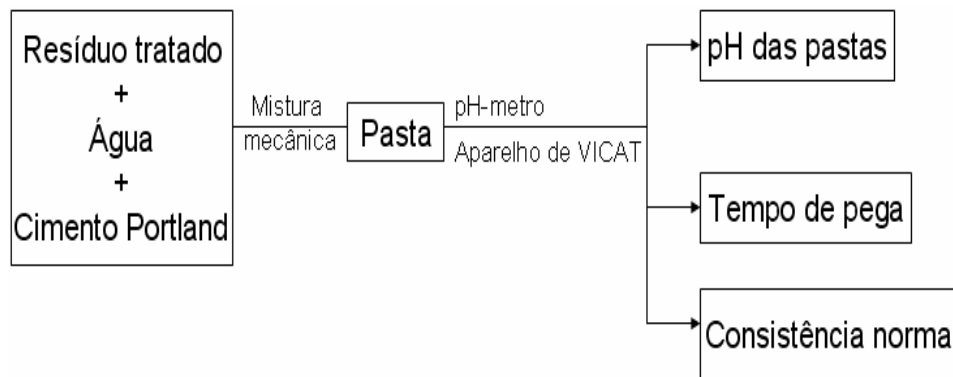 Resíduo tratado
+
Água
+
Cimento Portland
Mistura
mecânica
Pasta
pH-metro
Aparelho de VICAT
pH das pastas
Tempo de pega
Consistência norma